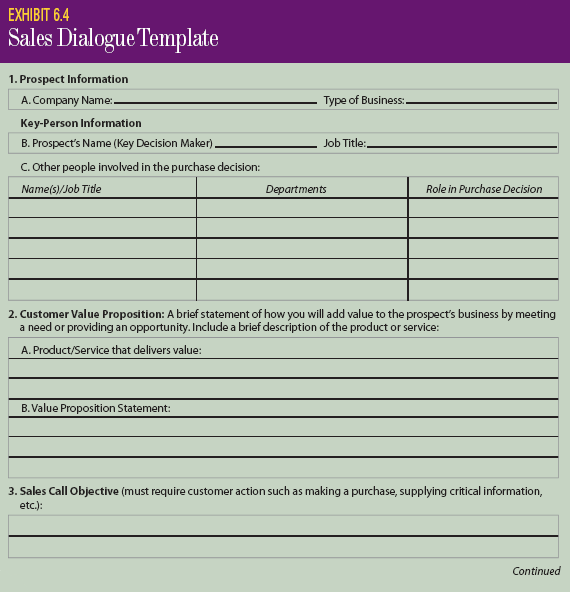 EXHIBIT 6.4
Sales Dialogue Template
1. Prospect Information
A. Company Name: Type of Business:
Key-Person Information
B. Prospect's Name (Key Decision Maker) Job Title:
C. Other people involved in the purchase decision:
Name(s)/Job Title Departments Role in Purchase Decision
2. Customer Value Proposition: A brief statement of how you will add value to the prospect's business by meeting
a need or providing an opportunity. Include a brief description of the product or service:
A. Product/Service that delivers value:
B. Value Proposition Statement:
3. Sales Call Objective (must require customer action such as making a purchase, supplying critical information,
etc.):
Continued